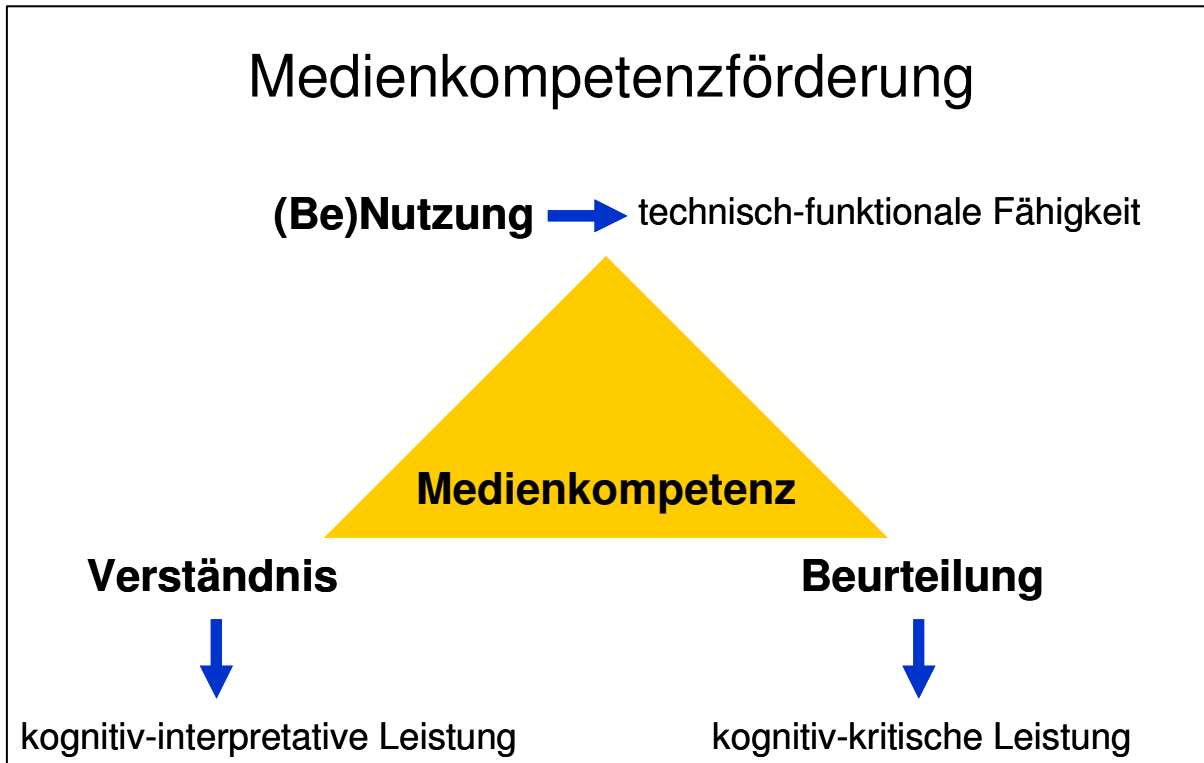 Medienkompetenzförderung
(Be)Nutzung
technisch-funktionale Fähigkeit
Medienkompetenz
Verständnis
Beurteilung
kognitiv-interpretative Leistung
kognitiv-kritische Leistung